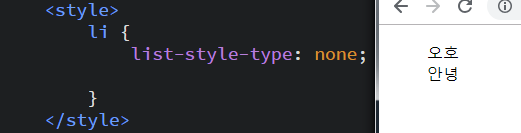 <style>
li {
list-style-type: none;
}
</style>
오호
안녕